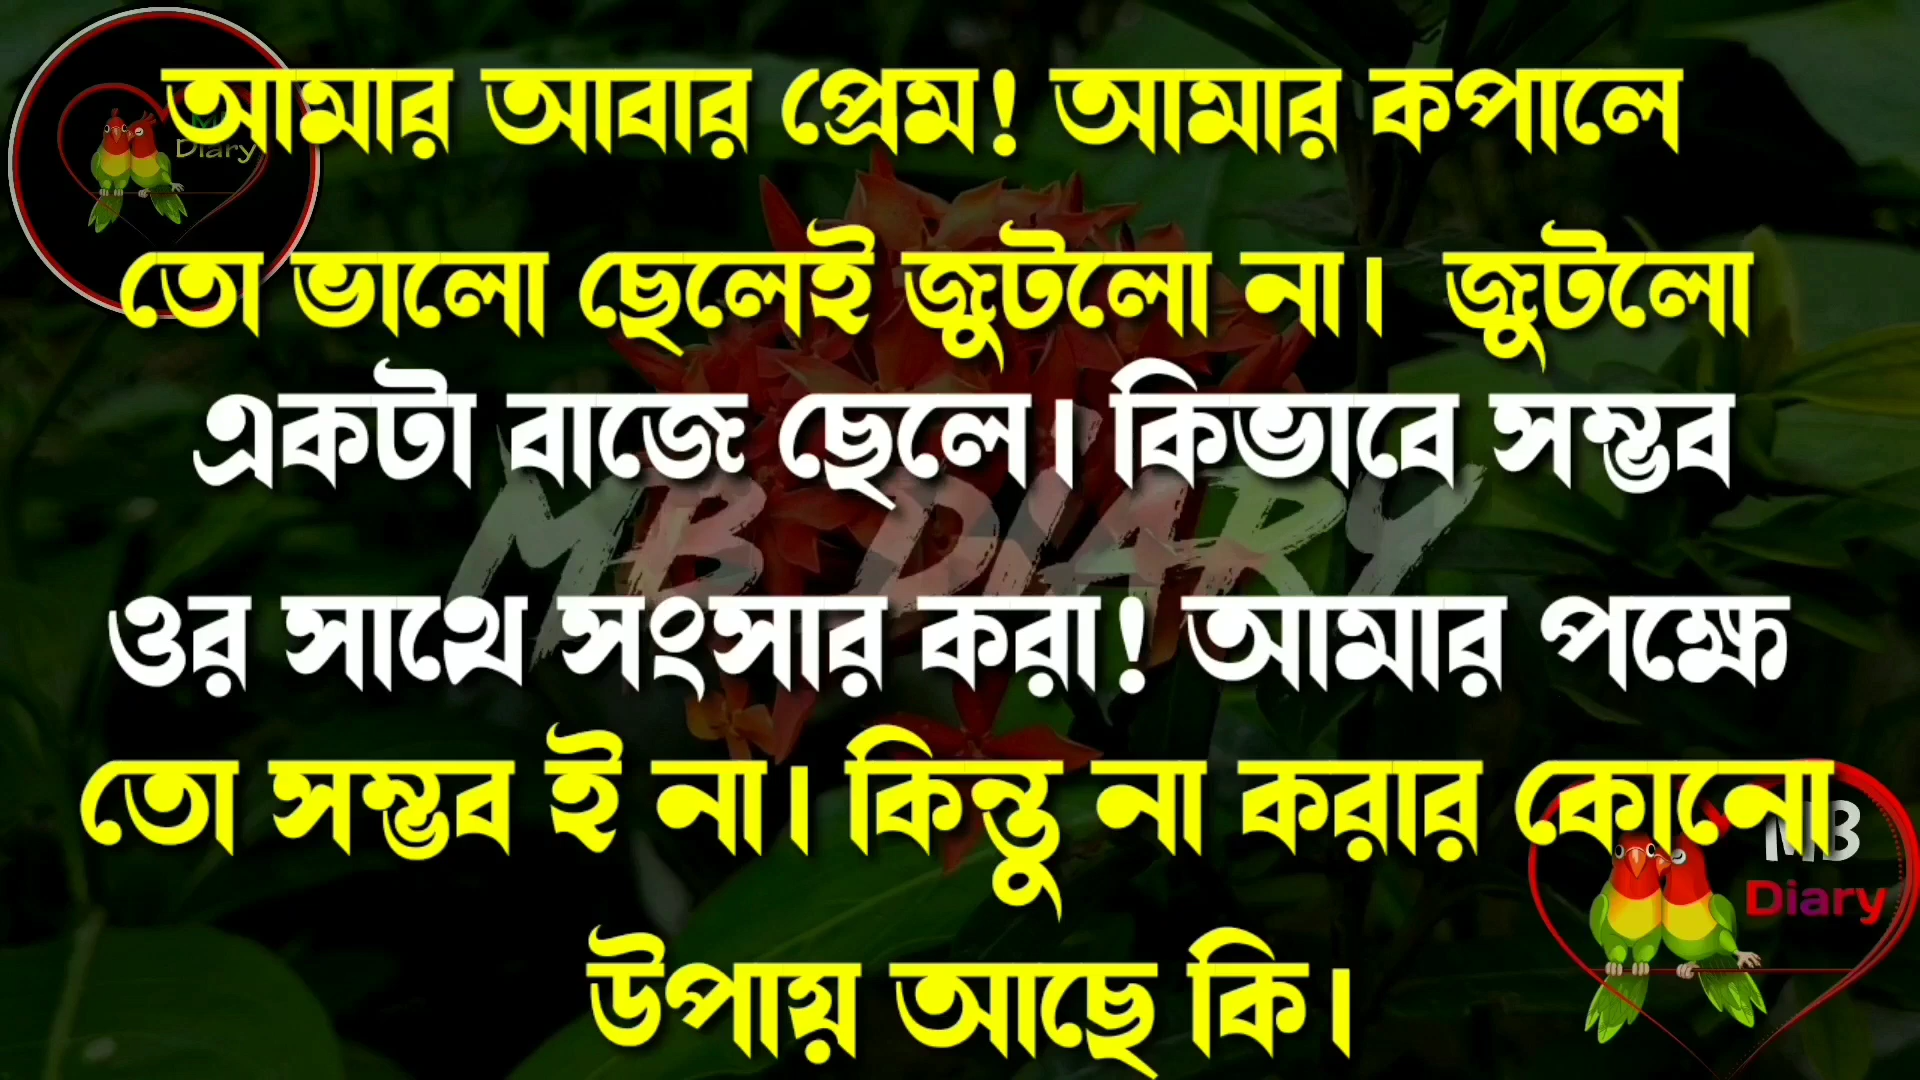 আমার আবার প্রেম! আমার কপালে
তো ভালো ছেলেই জুটলো না। জুটলো
একটা বাজে ছেলে। কিভাবে সম্ভব
ওর সাথে সংসার করা! আমার পক্ষে
তো সম্ভব ই না। কিন্তু না করার কোনো
উপায় আছে কি।
MB DIARY
MB
Diary
MB
Diary